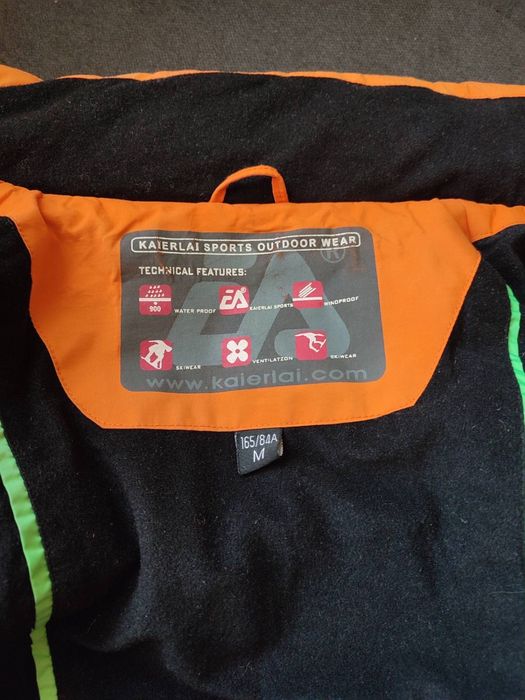 KAIERLAI SPORTS OUTDOOR WEAR
®
TECHNICAL FEATURES:
900 WATER PROOF EA KAIERLAI SPORTS WINDPROOF
SKIWEAR VENTILATZON SKIWEAR
www.kaierlai.com
165/84A
M